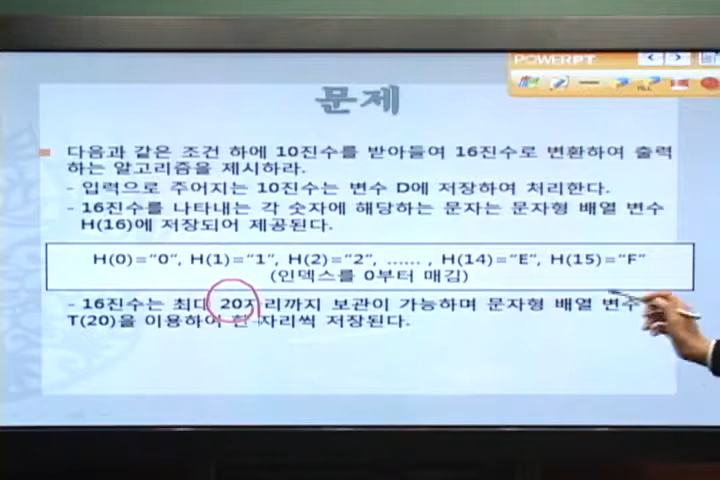 POWERPT
문제
다음과 같은 조건 하에 10진수를 받아들여 16진수로 변환하여 출력
하는 알고리즘을 제시하라.
- 입력으로 주어지는 10진수는 변수 D에 저장하여 처리한다.
- 16진수를 나타내는 각 숫자에 해당하는 문자는 문자형 배열 변수
H(16)에 저장되어 제공된다.
H(0)="0", H(1)="1", H(2)="2", …… , H(14)="E", H(15)="F"
(인덱스를 0부터 매김)
- 16진수는 최대 20자리까지 보관이 가능하며 문자형 배열 변수
T(20)을 이용하여 한 자리씩 저장된다.